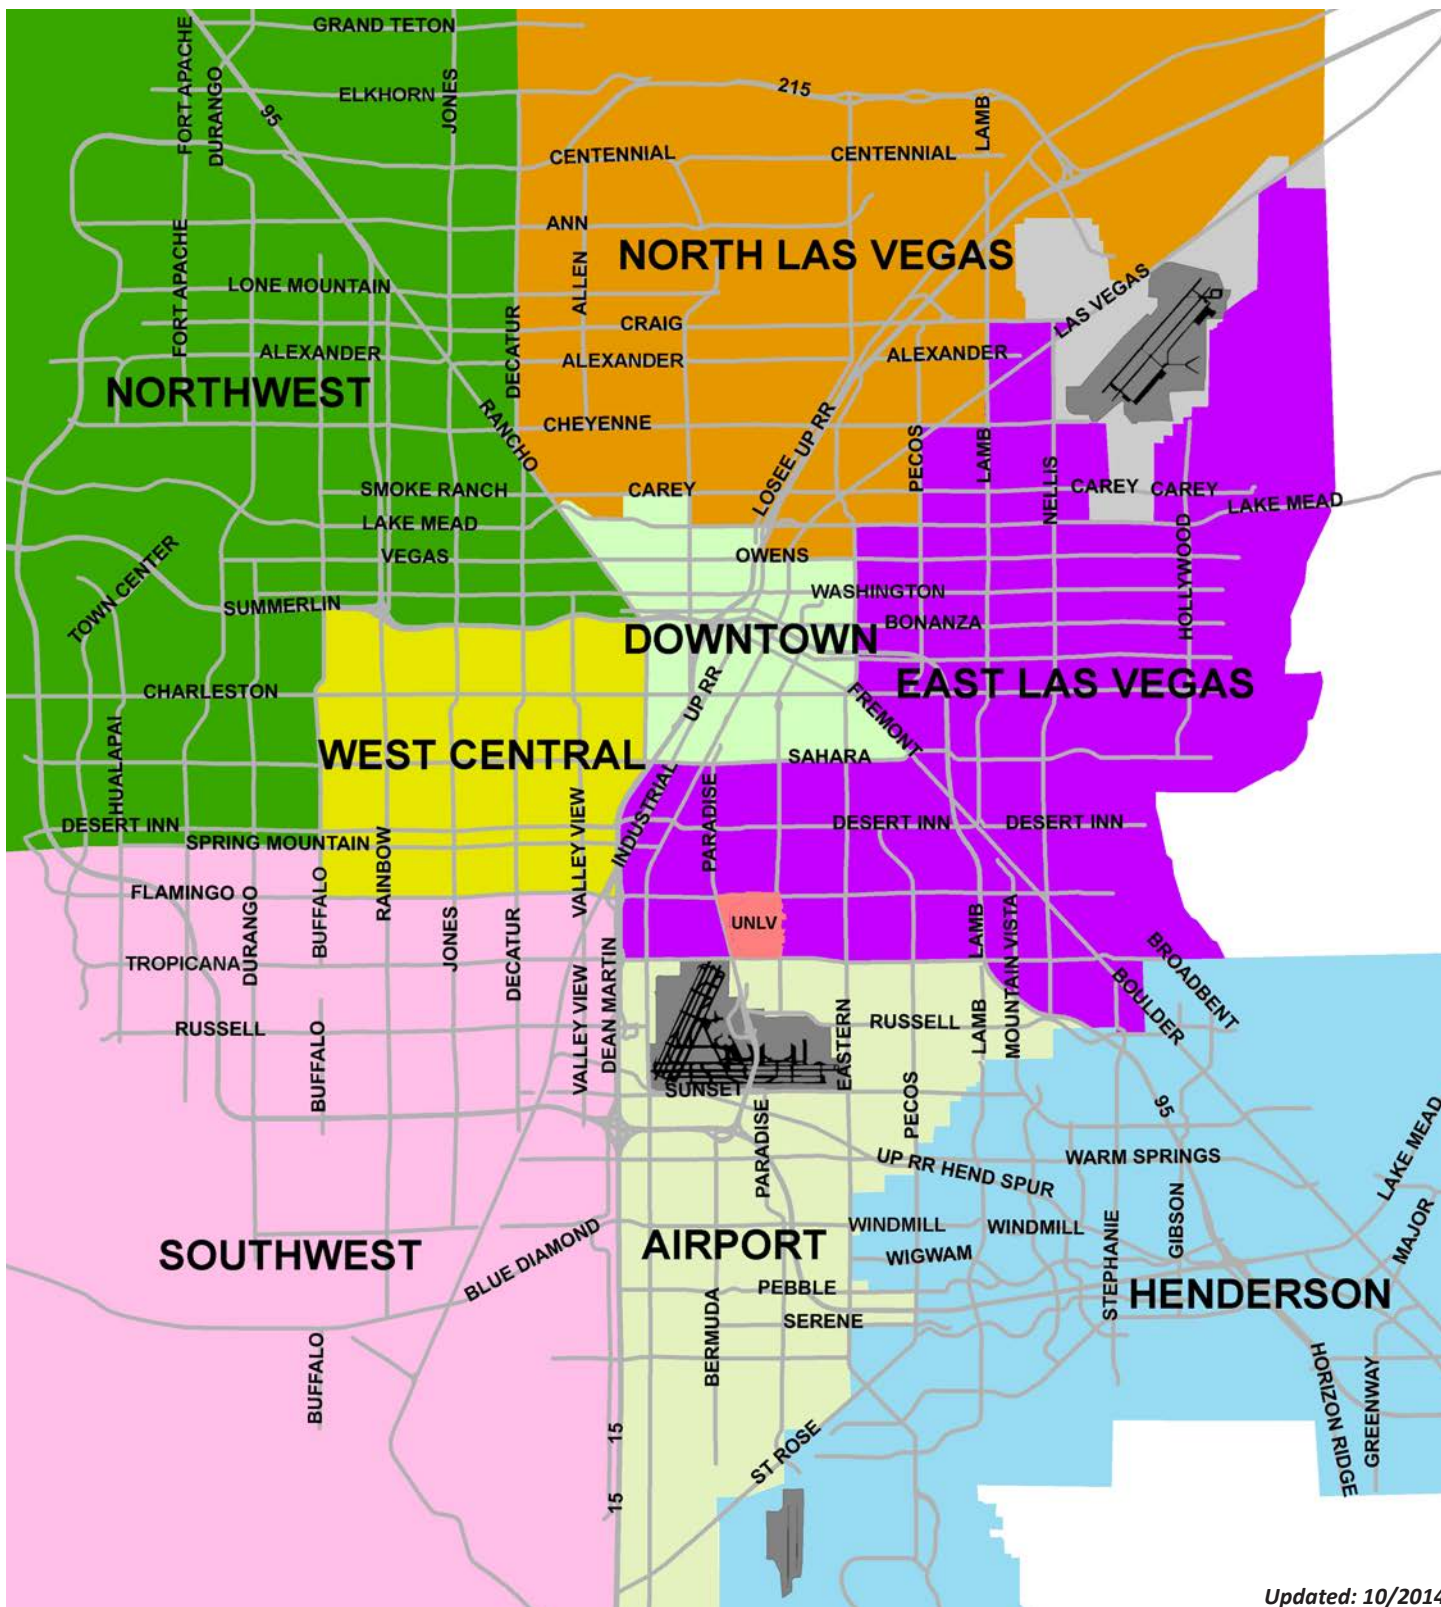 GRAND TETON
FORT APACHE
DURANGO
95
ELKHORN
JONES
215
LAMB
CENTENNIAL
CENTENNIAL
ANN
NORTH LAS VEGAS
FORT APACHE
LONE MOUNTAIN
ALLEN
LAS VEGAS
CRAIG
DECATUR
ALEXANDER
ALEXANDER
ALEXANDER
NORTHWEST
RANCHO
CHEYENNE
UP RR
LOSEE
PECOS
LAMB
NELLIS
SMOKE RANCH
CAREY
CAREY
CAREY
LAKE MEAD
LAKE MEAD
VEGAS
OWENS
HOLLYWOOD
TOWN CENTER
SUMMERLIN
WASHINGTON
BONANZA
DOWNTOWN
CHARLESTON
UP RR
EAST LAS VEGAS
FREMONT
HUALAPAI
WEST CENTRAL
SAHARA
INDUSTRIAL
PARADISE
VALLEY VIEW
DESERT INN
DESERT INN
DESERT INN
SPRING MOUNTAIN
RAINBOW
FLAMINGO
DURANGO
BUFFALO
JONES
DECATUR
UNLV
LAMB
MOUNTAIN VISTA
TROPICANA
VALLEY VIEW
DEAN MARTIN
BROADBENT
BOULDER
RUSSELL
BUFFALO
EASTERN
RUSSELL
LAMB
SUNSET
PECOS
PARADISE
95
LAKE MEAD
UP RR HEND SPUR
WARM SPRINGS
GIBSON
MAJOR
SOUTHWEST
BLUE DIAMOND
AIRPORT
WINDMILL
WINDMILL
WIGWAM
STEPHANIE
PEBBLE
HENDERSON
SERENE
BERMUDA
BUFFALO
HORIZON RIDGE
GREENWAY
15
ST ROSE
15
Updated: 10/2014